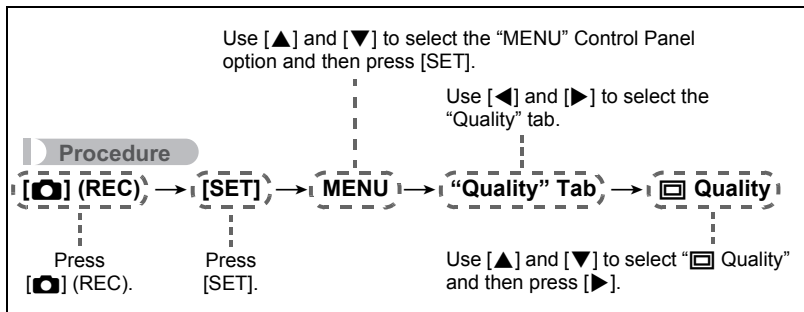 Use [▲] and [▼] to select the “MENU” Control Panel
option and then press [SET].
Use [◀] and [▶] to select the
“Quality” tab.
Procedure
[📷] (REC) → [SET] → MENU → “Quality” Tab → 回 Quality
Press
[📷] (REC).
Press
[SET].
Use [▲] and [▼] to select “回 Quality”
and then press [▶].